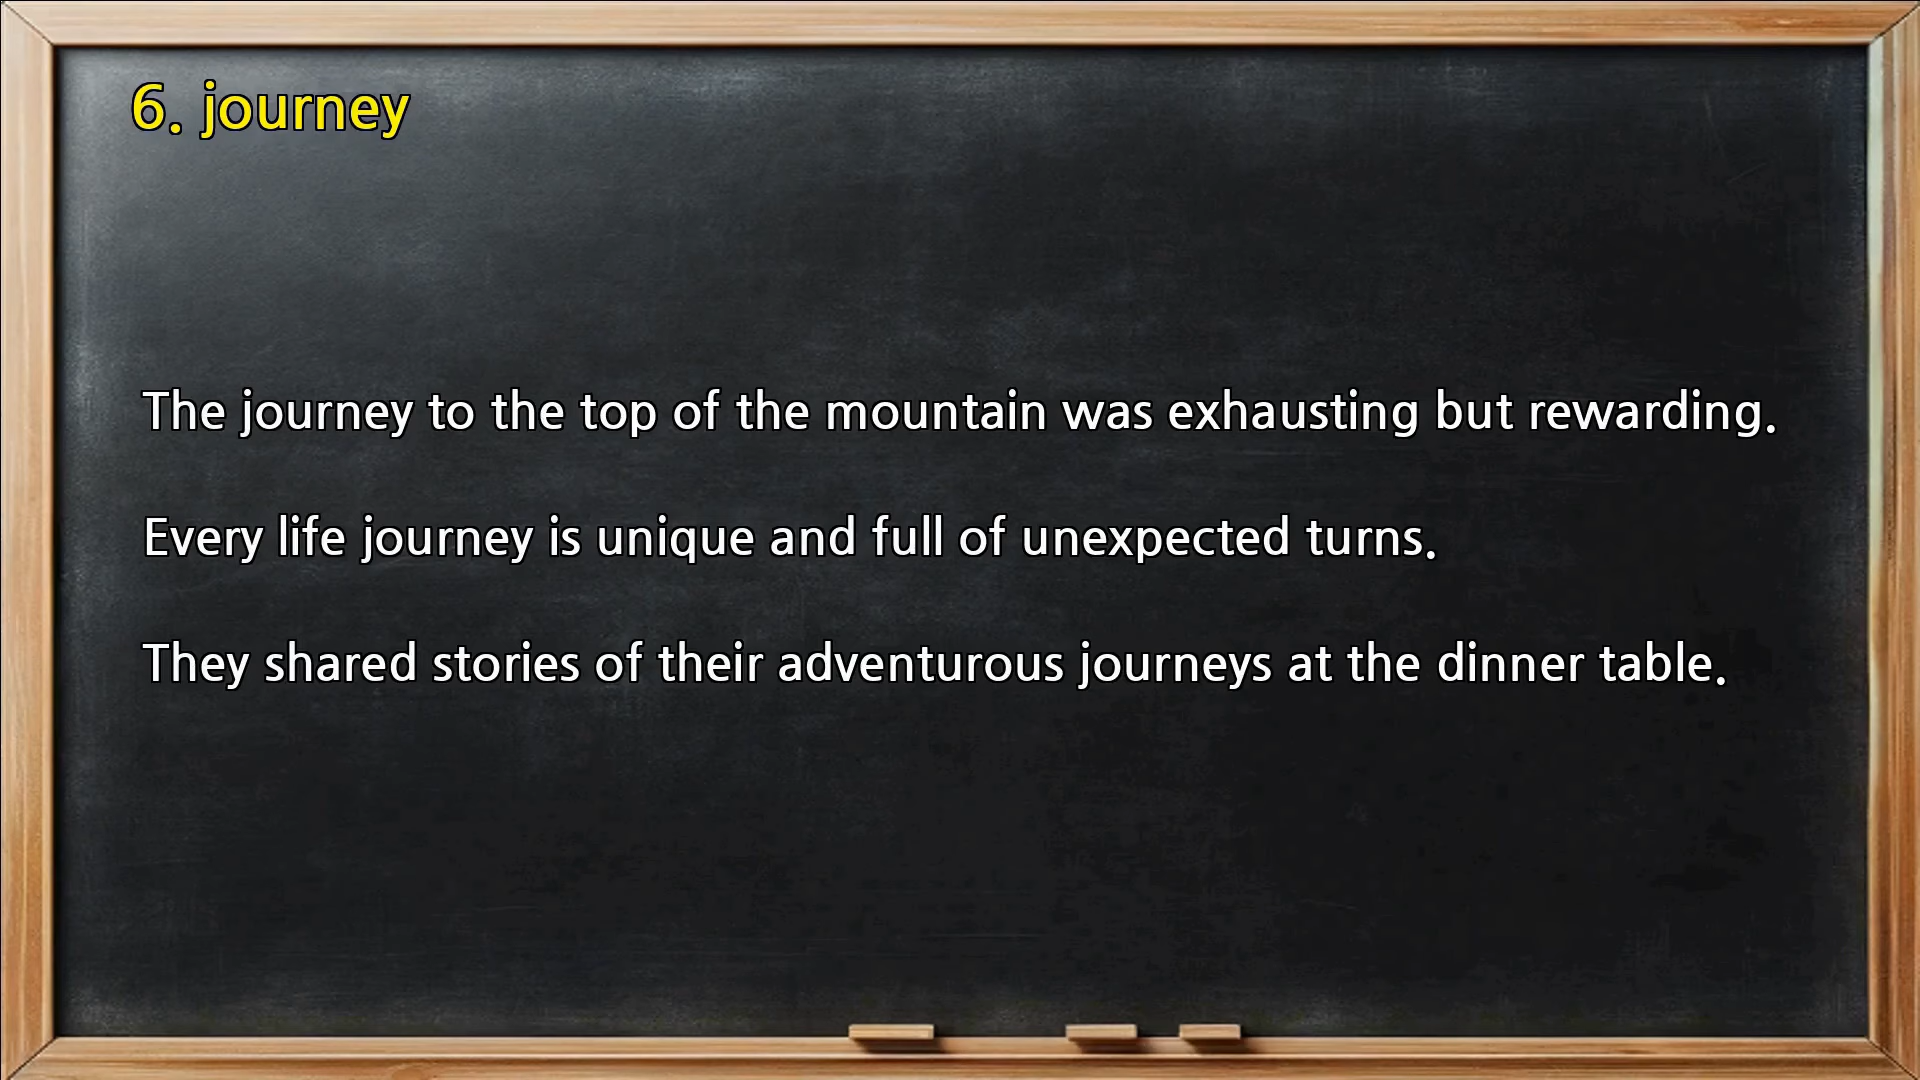 6. journey
The journey to the top of the mountain was exhausting but rewarding.
Every life journey is unique and full of unexpected turns.
They shared stories of their adventurous journeys at the dinner table.